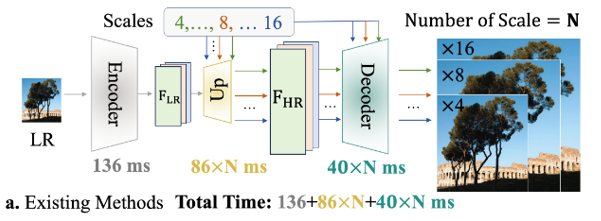 Scales
4,..., 8, ... 16
Number of Scale = N
×16
×8
×4
Encoder
F_LR
Up
...
F_HR
...
Decoder
...
LR
136 ms
86×N ms
40×N ms
a. Existing Methods Total Time: 136+86×N+40×N ms